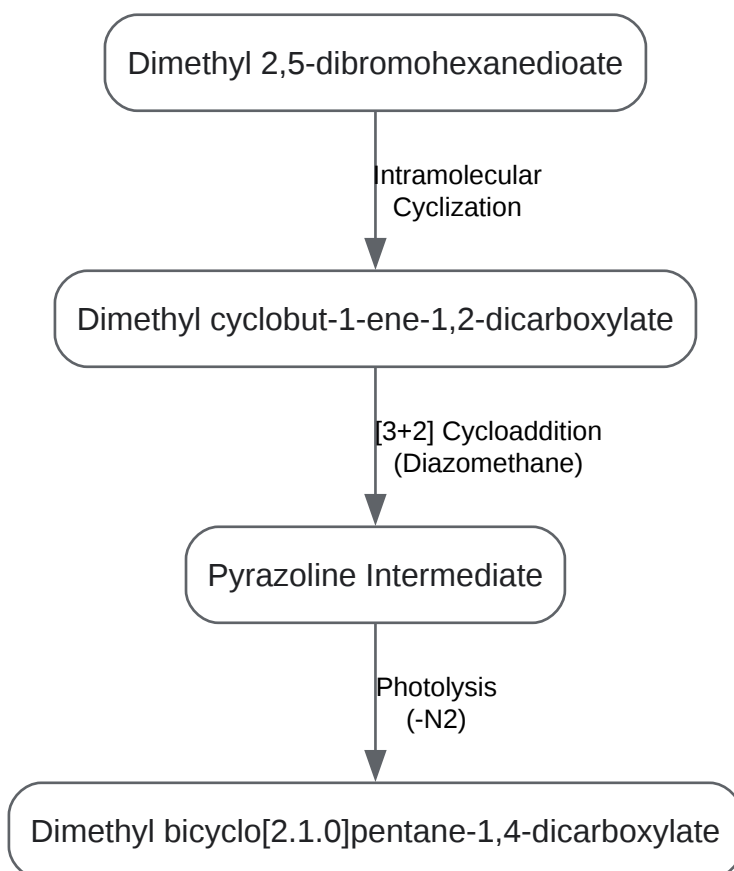 Dimethyl 2,5-dibromohexanedioate
Intramolecular
Cyclization
Dimethyl cyclobut-1-ene-1,2-dicarboxylate
[3+2] Cycloaddition
(Diazomethane)
Pyrazoline Intermediate
Photolysis
(-N2)
Dimethyl bicyclo[2.1.0]pentane-1,4-dicarboxylate